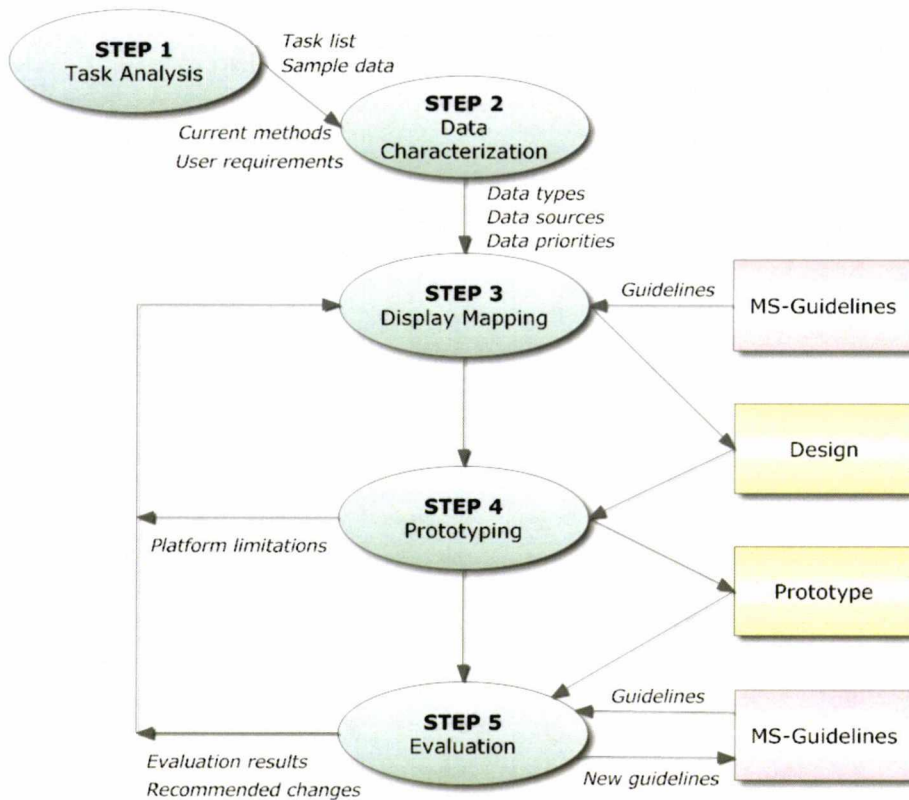 STEP 1
Task Analysis
Task list
Sample data
STEP 2
Data
Characterization
Current methods
User requirements
Data types
Data sources
Data priorities
STEP 3
Display Mapping
Guidelines
MS-Guidelines
Design
STEP 4
Prototyping
Platform limitations
Prototype
STEP 5
Evaluation
Guidelines
MS-Guidelines
New guidelines
Evaluation results
Recommended changes